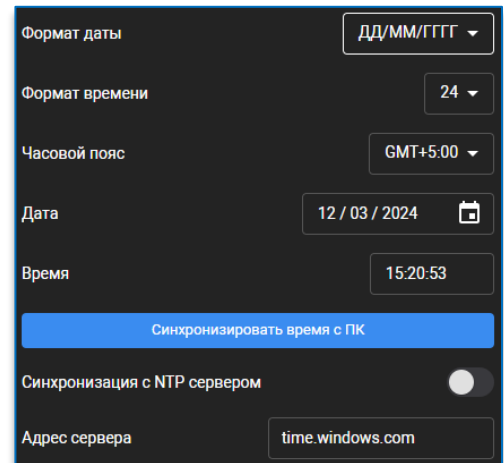 Формат даты ДД/ММ/ГГГГ
Формат времени 24
Часовой пояс GMT+5:00
Дата 12 / 03 / 2024
Время 15:20:53
Синхронизировать время с ПК
Синхронизация с NTP сервером
Адрес сервера time.windows.com